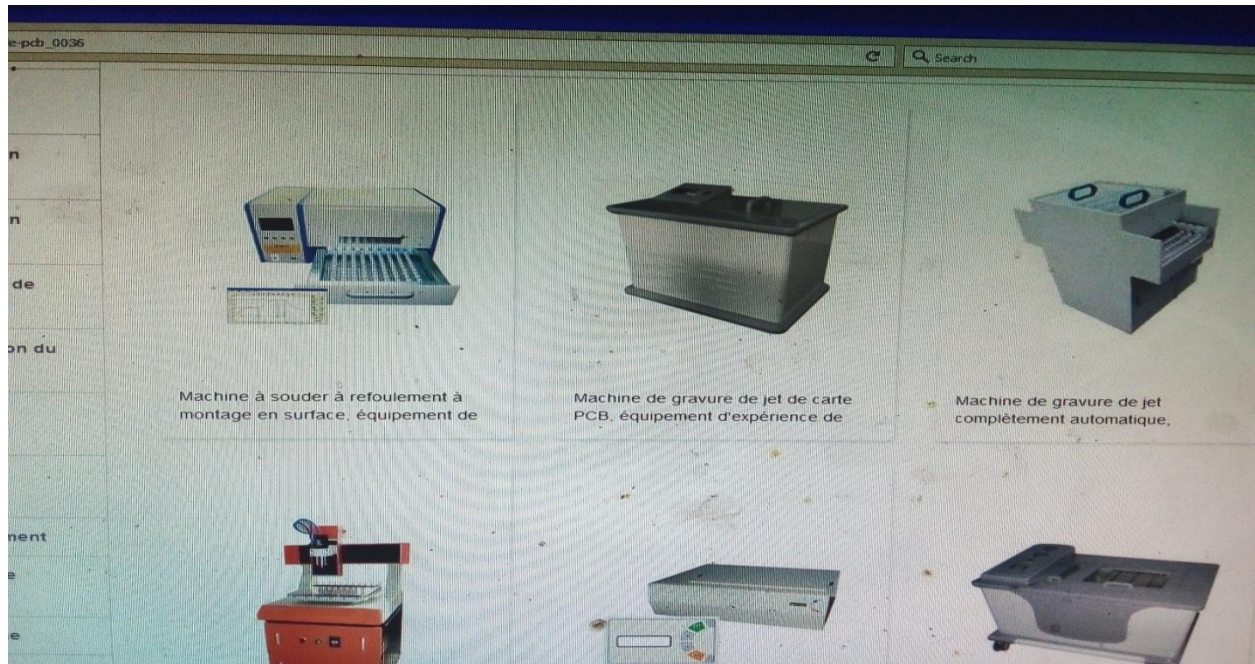 e-pcb_0036
Search
n
n
de
on du
Machine à souder à refoulement à
montage en surface, équipement de
Machine de gravure de jet de carte
PCB, équipement d'expérience de
Machine de gravure de jet
complètement automatique,
ment
e
e